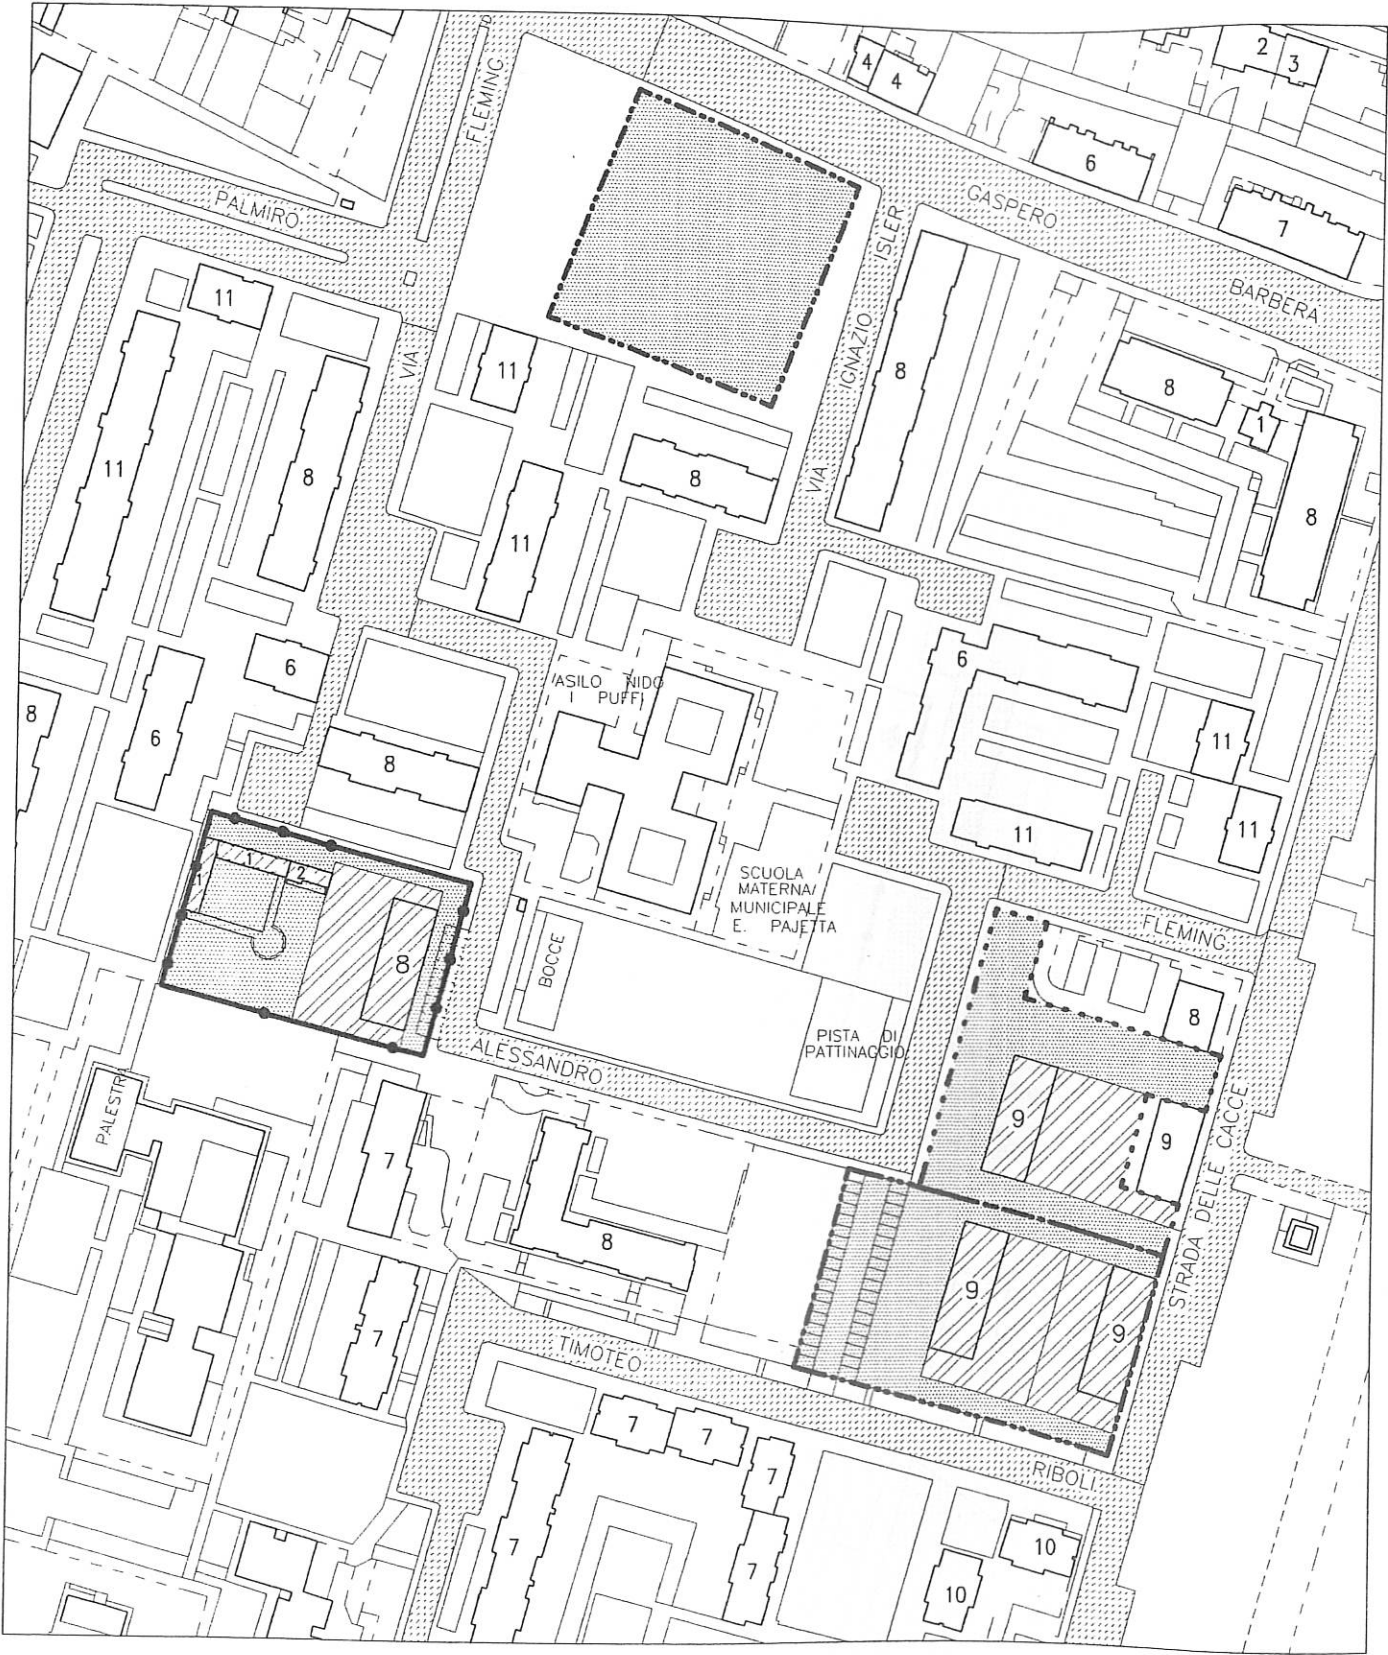 2
3
4
4
FLEMING
6
PALMIRO
GASPERO
ISLER
7
BARBERA
11
IGNAZIO
VIA
11
8
8
1
11
8
8
VIA
8
11
6
6
ASILO NIDO
I PUFFI
8
6
11
8
11
11
1
2
1
SCUOLA
MATERNA
MUNICIPALE
E. PAJETTA
FLEMING
BOCCE
8
8
PISTA DI
PATTINAGGIO
ALESSANDRO
PALESTRA
9
9
7
STRADA DELLE CACCE
8
9
7
9
TIMOTEO
7
7
7
RIBOLI
7
7
10
10